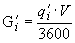 G'ᵢ = q'ᵢ · V / 3600